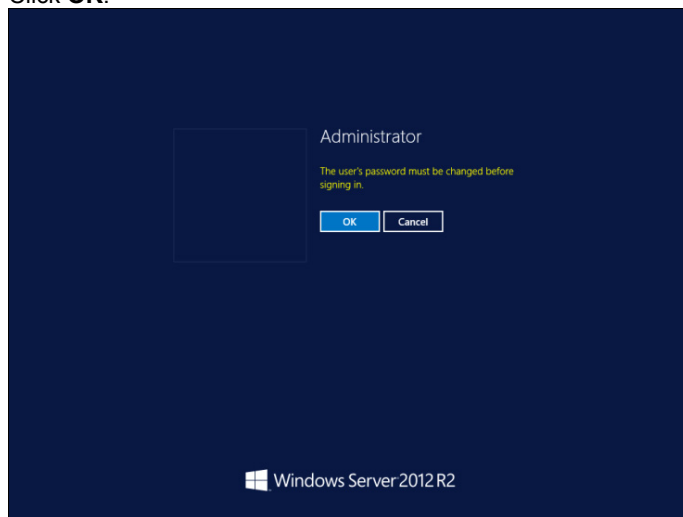 Click OK.
Administrator
The user's password must be changed before
signing in.
OK Cancel
Windows Server 2012 R2